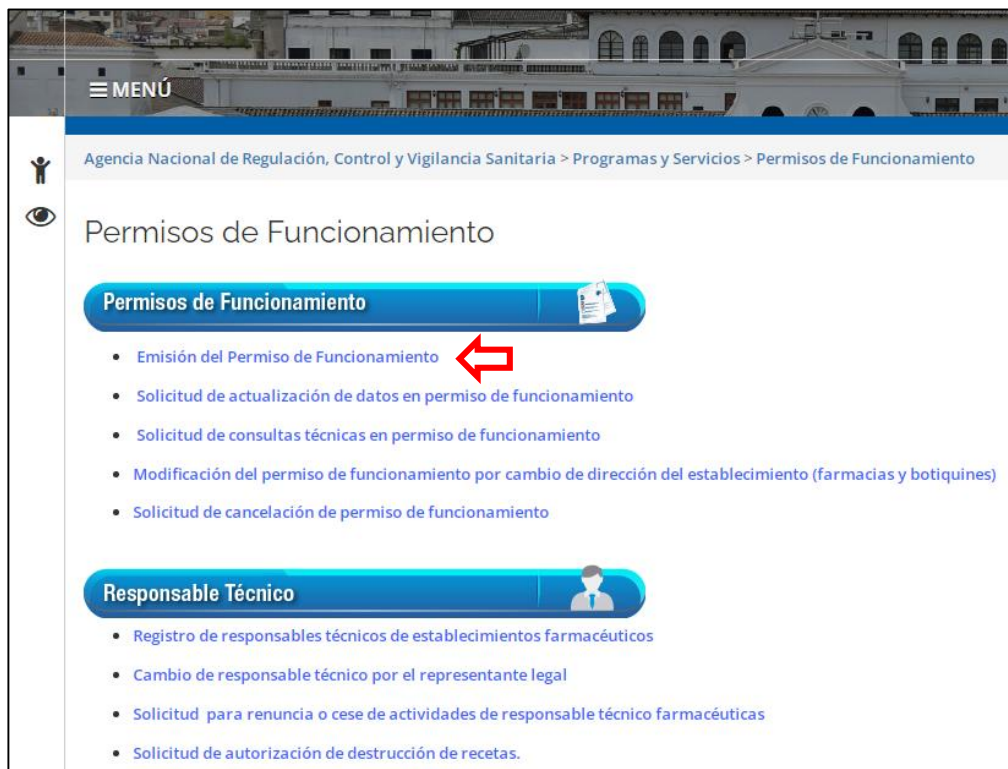 MENÚ
Agencia Nacional de Regulación, Control y Vigilancia Sanitaria > Programas y Servicios > Permisos de Funcionamiento
Permisos de Funcionamiento
Permisos de Funcionamiento
Emisión del Permiso de Funcionamiento
Solicitud de actualización de datos en permiso de funcionamiento
Solicitud de consultas técnicas en permiso de funcionamiento
Modificación del permiso de funcionamiento por cambio de dirección del establecimiento (farmacias y botiquines)
Solicitud de cancelación de permiso de funcionamiento
Responsable Técnico
Registro de responsables técnicos de establecimientos farmacéuticos
Cambio de responsable técnico por el representante legal
Solicitud para renuncia o cese de actividades de responsable técnico farmacéuticas
Solicitud de autorización de destrucción de recetas.